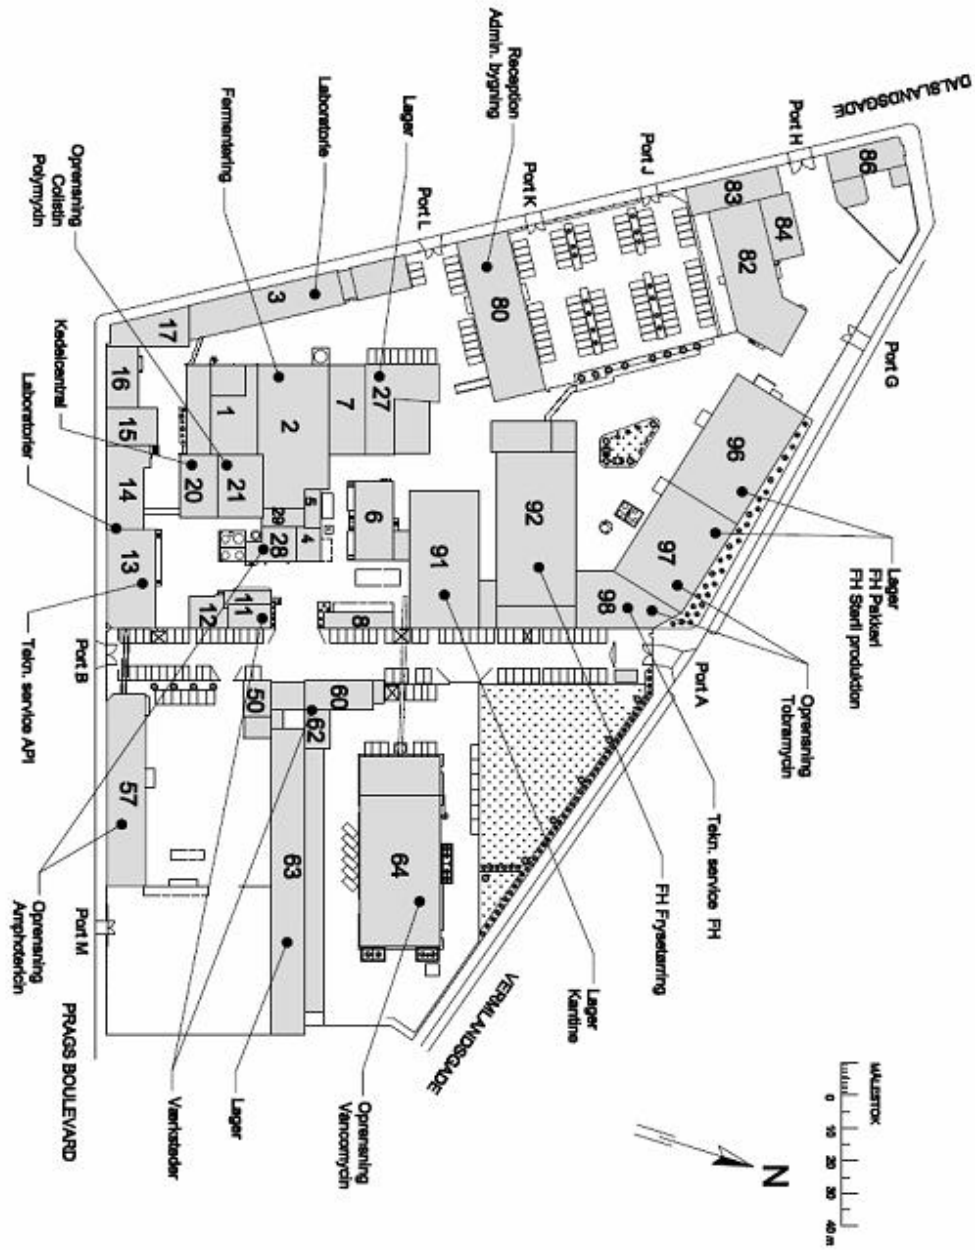 DALSLANDSGADE
Port H
86
Reception
Admin. bygning
Port J
83
84
82
Lager
Port K
Laboratorie
Port L
Fermentering
80
Port G
Oprensning
Colistin
Polymyxin
3
17
Kedelcentral
16
1
2
7
27
96
Laboratorier
15
20
21
5
6
92
97
14
29
4
28
91
98
13
11
12
8
Lager
FH Pakkeri
FH Steril produktion
Tekn. service API
Port B
Port A
Oprensning
Tobramycin
50
60
62
57
63
64
Tekn. service FH
FH Frysetørring
Port M
Oprensning
Amphotericin
Lager
Kantine
VERMLANDSGADE
PRAGS BOULEVARD
Værksteder
Lager
Oprensning
Vancomycin
N
MÅLESTOK
0 10 20 30 40 m